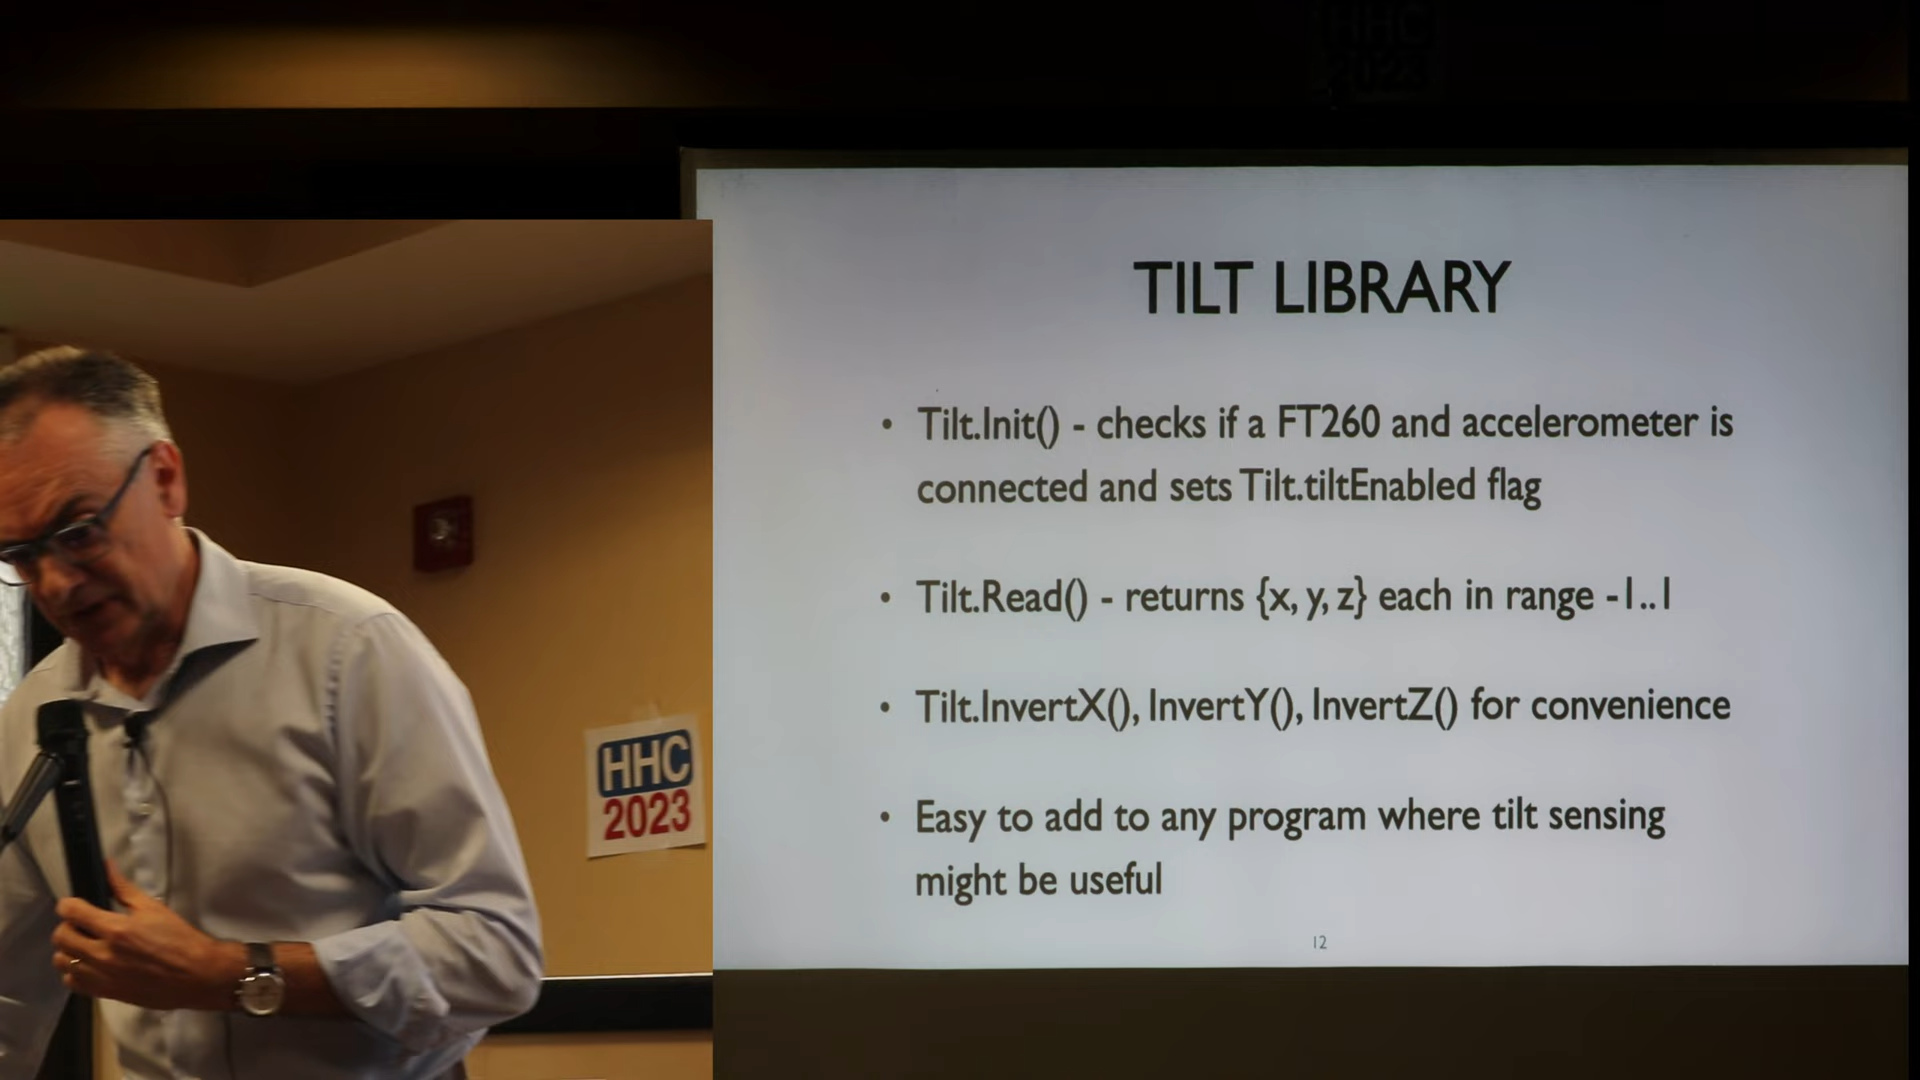 HHC
2023
TILT LIBRARY
• Tilt.Init() - checks if a FT260 and accelerometer is
connected and sets Tilt.tiltEnabled flag
• Tilt.Read() - returns {x, y, z} each in range -1..1
• Tilt.InvertX(), InvertY(), InvertZ() for convenience
• Easy to add to any program where tilt sensing
might be useful
12
HHC
2023